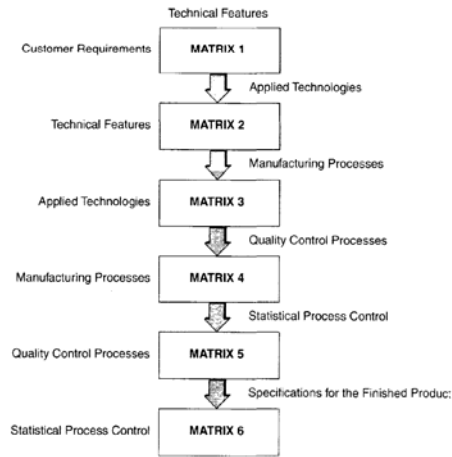 Technical Features
Customer Requirements
MATRIX 1
Applied Technologies
Technical Features
MATRIX 2
Manufacturing Processes
Applied Technologies
MATRIX 3
Quality Control Processes
Manufacturing Processes
MATRIX 4
Statistical Process Control
Quality Control Processes
MATRIX 5
Specifications for the Finished Product
Statistical Process Control
MATRIX 6